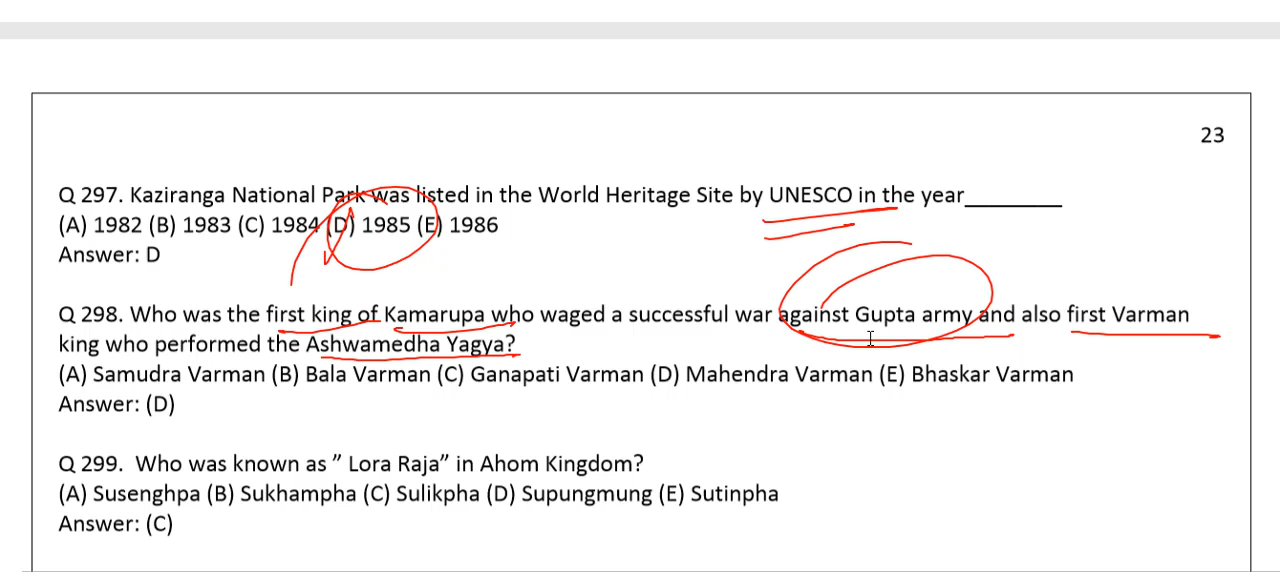 23
Q 297. Kaziranga National Park was listed in the World Heritage Site by UNESCO in the year_________
(A) 1982 (B) 1983 (C) 1984 (D) 1985 (E) 1986
Answer: D
Q 298. Who was the first king of Kamarupa who waged a successful war against Gupta army and also first Varman
king who performed the Ashwamedha Yagya?
(A) Samudra Varman (B) Bala Varman (C) Ganapati Varman (D) Mahendra Varman (E) Bhaskar Varman
Answer: (D)
Q 299.  Who was known as ” Lora Raja” in Ahom Kingdom?
(A) Susenghpa (B) Sukhampha (C) Sulikpha (D) Supungmung (E) Sutinpha
Answer: (C)